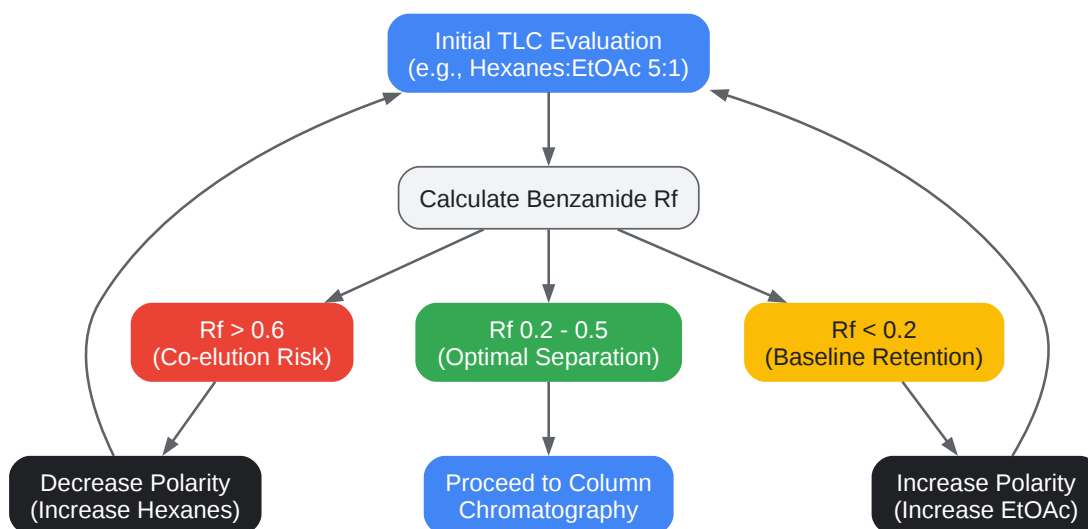 Initial TLC Evaluation
(e.g., Hexanes:EtOAc 5:1)
Calculate Benzamide Rf
Rf > 0.6
(Co-elution Risk)
Rf 0.2 - 0.5
(Optimal Separation)
Rf < 0.2
(Baseline Retention)
Decrease Polarity
(Increase Hexanes)
Proceed to Column
Chromatography
Increase Polarity
(Increase EtOAc)